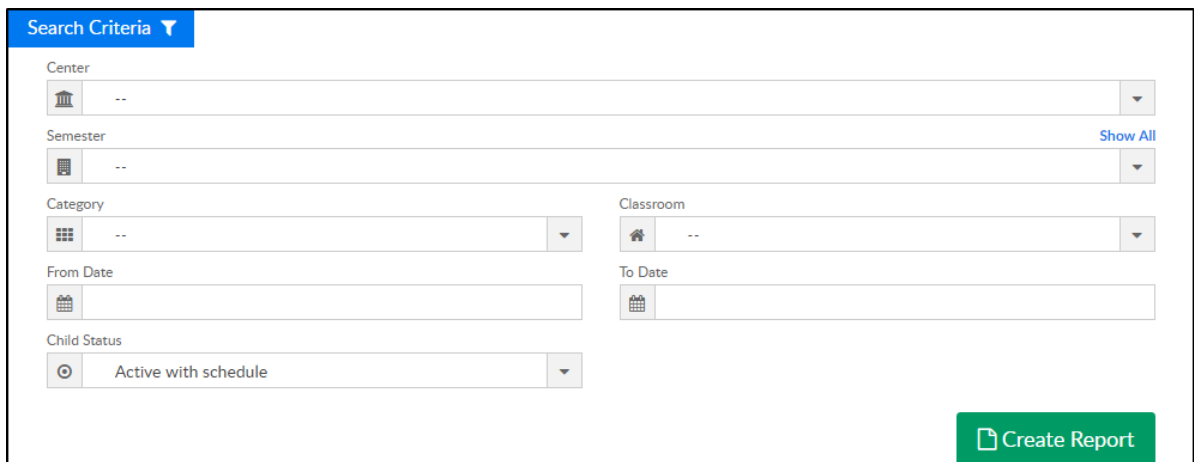 Search Criteria
Center
--
Semester Show All
--
Category Classroom
-- --
From Date To Date
Child Status
Active with schedule
Create Report